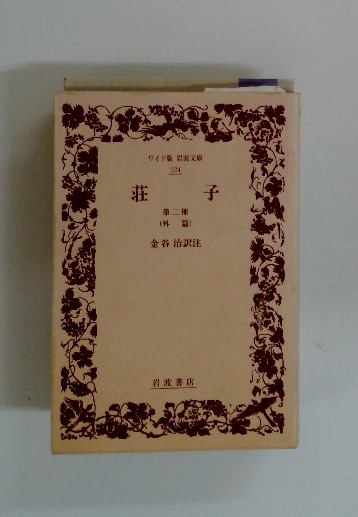 ワイド版 岩波文庫
124
荘 子
第二冊
(外 篇)
金谷 治訳注
岩波書店